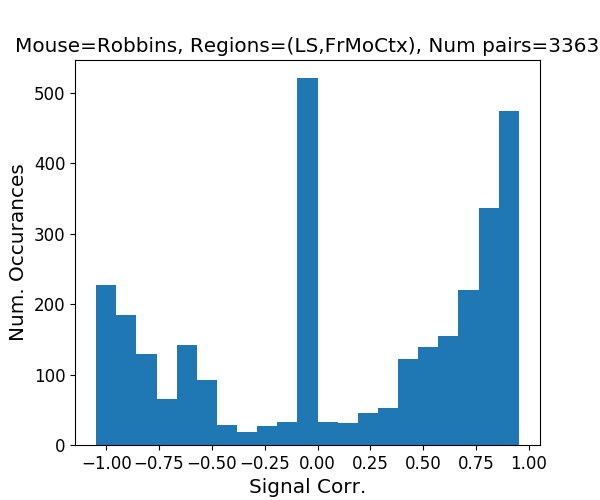 Mouse=Robbins, Regions=(LS,FrMoCtx), Num pairs=3363
Num. Occurances
500
400
300
200
100
0
−1.00 −0.75 −0.50 −0.25 0.00 0.25 0.50 0.75 1.00
Signal Corr.